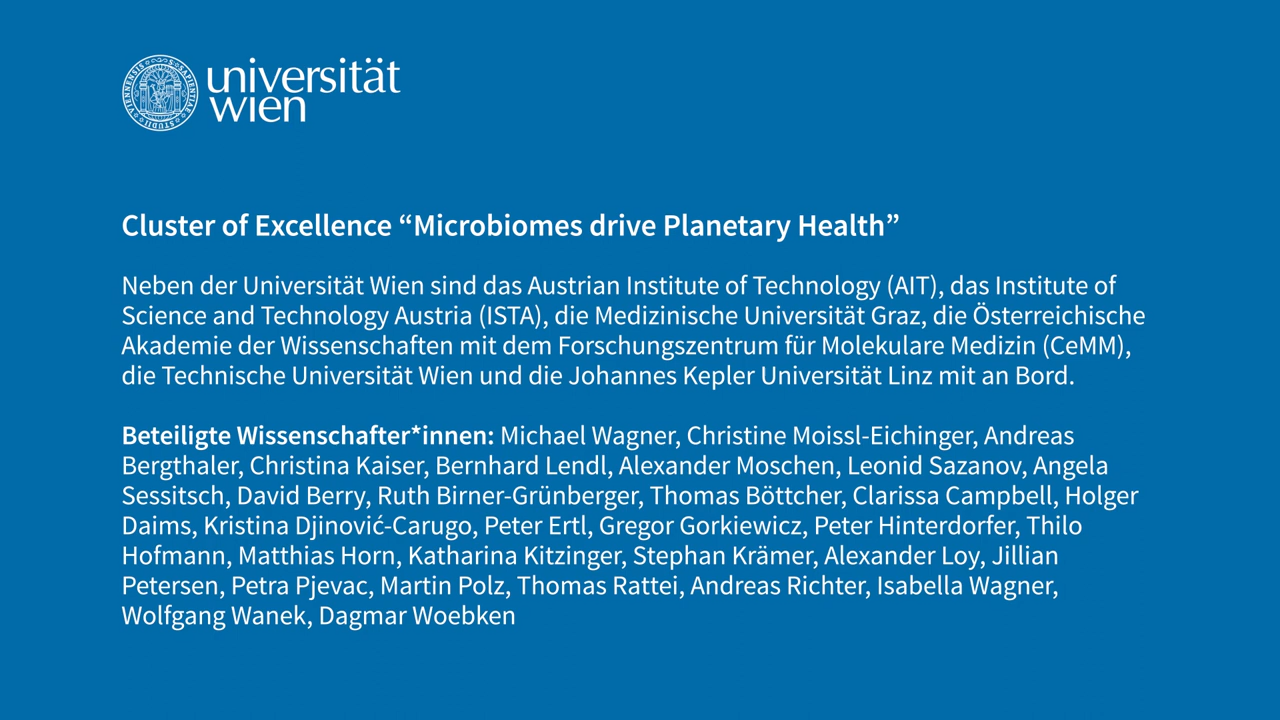 VIENNENSIS
SAPIENTIAE
STUDII
universität
wien
Cluster of Excellence “Microbiomes drive Planetary Health”
Neben der Universität Wien sind das Austrian Institute of Technology (AIT), das Institute of
Science and Technology Austria (ISTA), die Medizinische Universität Graz, die Österreichische
Akademie der Wissenschaften mit dem Forschungszentrum für Molekulare Medizin (CeMM),
die Technische Universität Wien und die Johannes Kepler Universität Linz mit an Bord.
Beteiligte Wissenschafter*innen: Michael Wagner, Christine Moissl-Eichinger, Andreas
Bergthaler, Christina Kaiser, Bernhard Lendl, Alexander Moschen, Leonid Sazanov, Angela
Sessitsch, David Berry, Ruth Birner-Grünberger, Thomas Böttcher, Clarissa Campbell, Holger
Daims, Kristina Djinović-Carugo, Peter Ertl, Gregor Gorkiewicz, Peter Hinterdorfer, Thilo
Hofmann, Matthias Horn, Katharina Kitzinger, Stephan Krämer, Alexander Loy, Jillian
Petersen, Petra Pjevac, Martin Polz, Thomas Rattei, Andreas Richter, Isabella Wagner,
Wolfgang Wanek, Dagmar Woebken